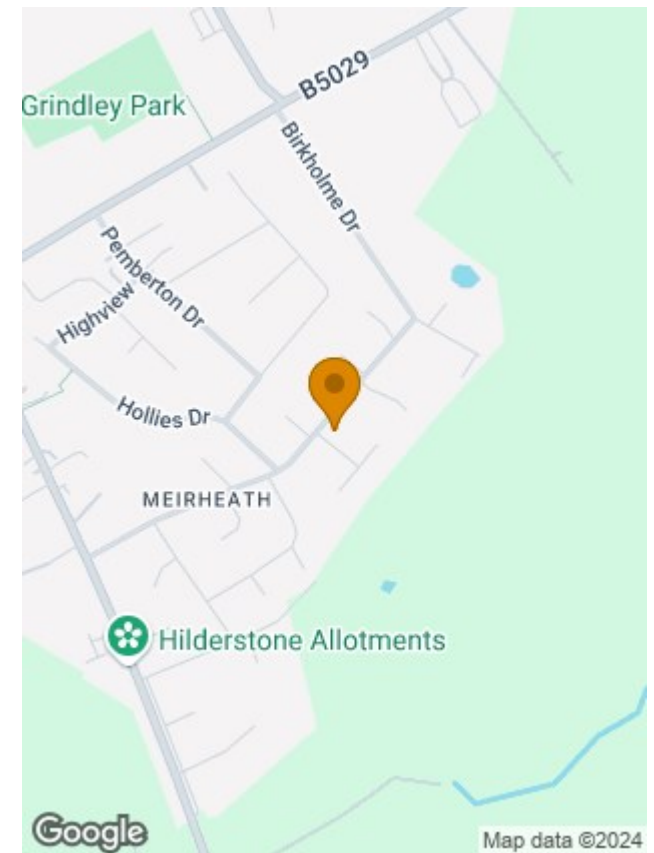 B5029
Grindley Park
Birkholme Dr
Pemberton Dr
Highview
Hollies Dr
MEIRHEATH
Hilderstone Allotments
Google
Map data ©2024